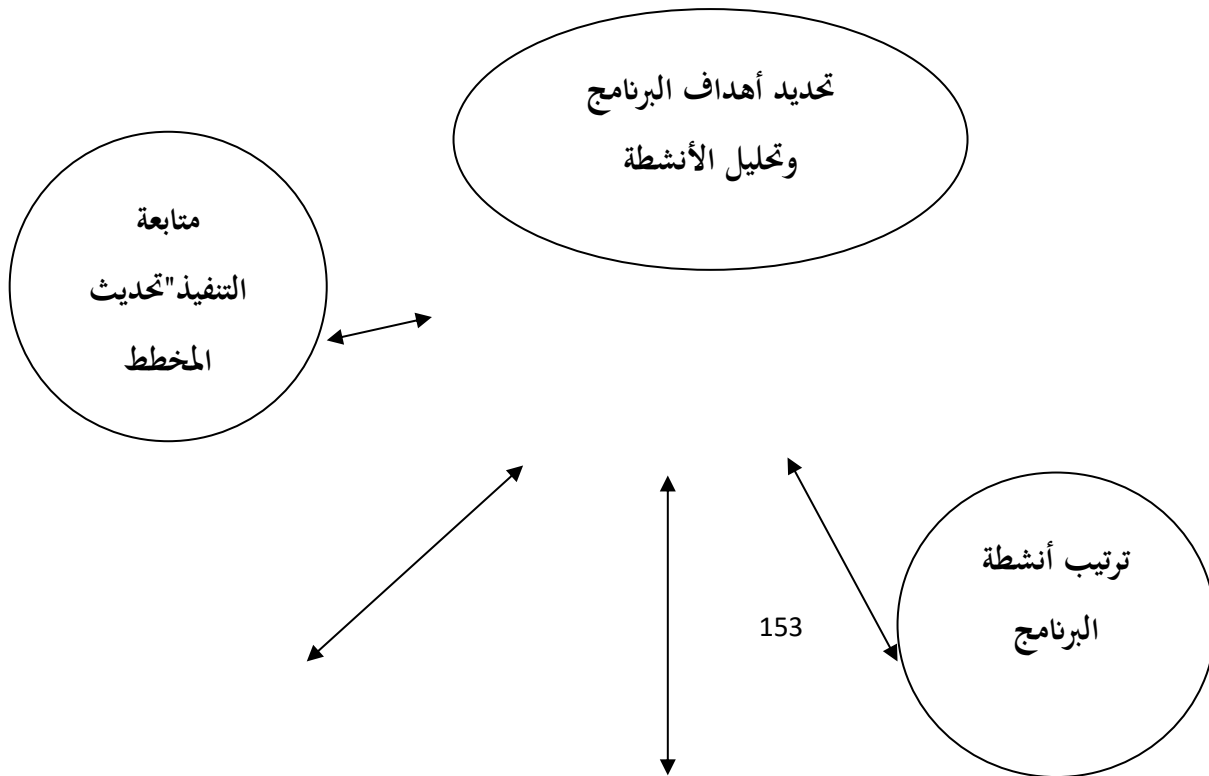 تحديد أهداف البرنامج
وتحليل الأنشطة
متابعة
التنفيذ"تحديث
المخطط
ترتيب أنشطة
البرنامج
153